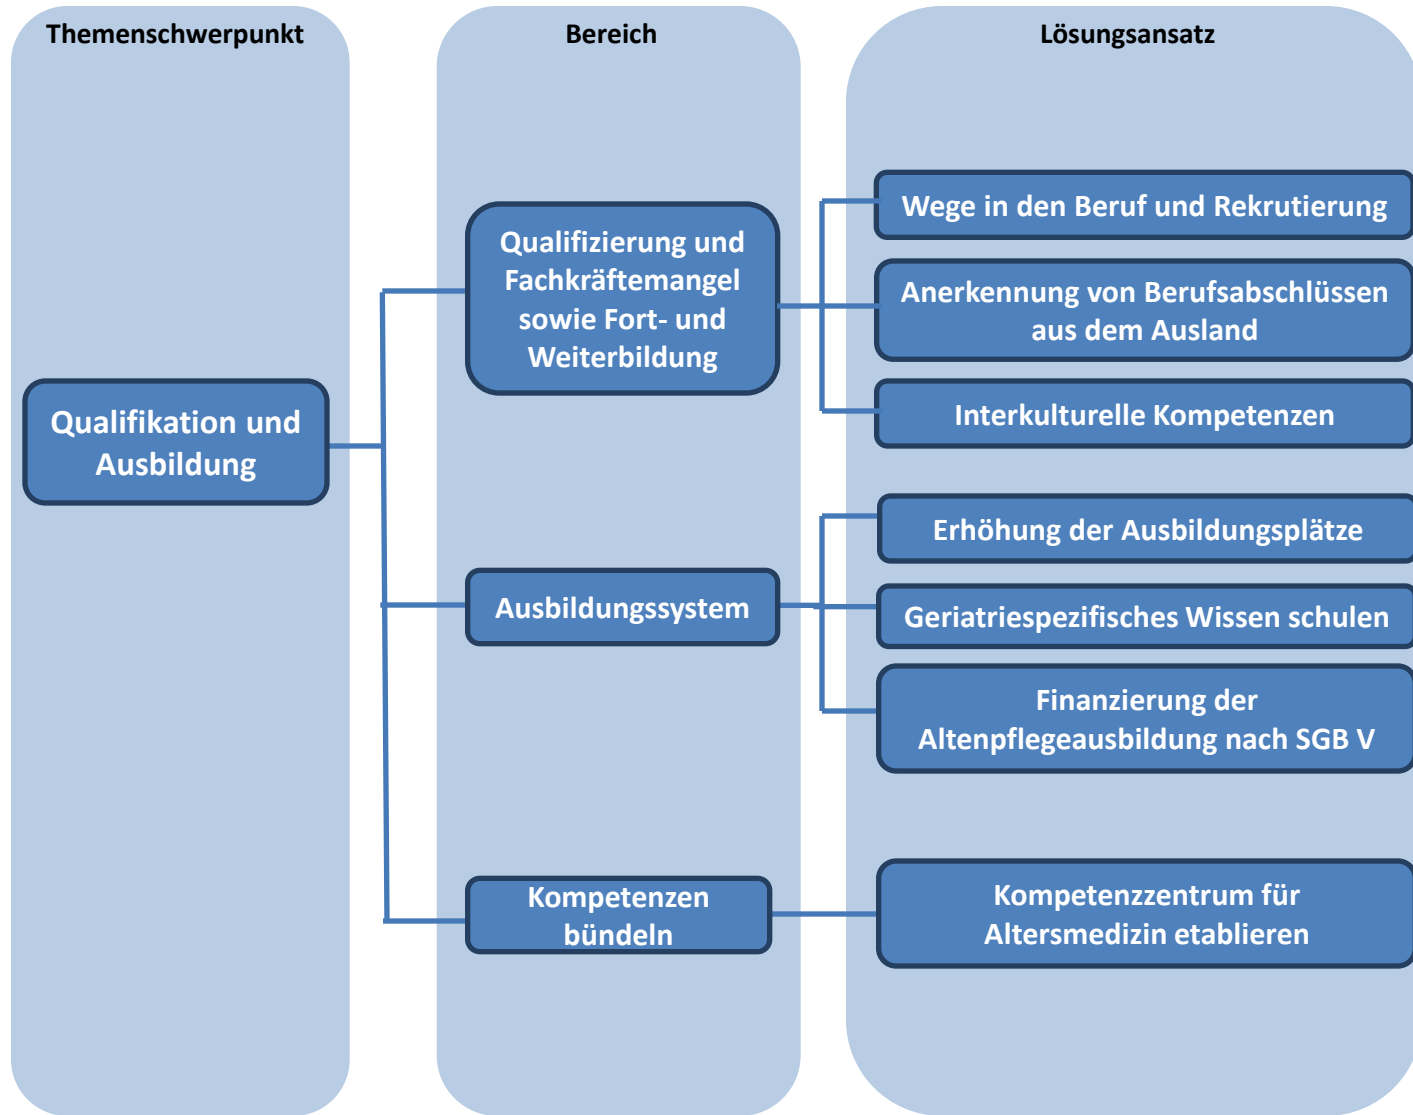 Themenschwerpunkt
Bereich
Lösungsansatz
Qualifikation und
Ausbildung
Qualifizierung und
Fachkräftemangel
sowie Fort- und
Weiterbildung
Wege in den Beruf und Rekrutierung
Anerkennung von Berufsabschlüssen
aus dem Ausland
Interkulturelle Kompetenzen
Ausbildungssystem
Erhöhung der Ausbildungsplätze
Geriatriespezifisches Wissen schulen
Finanzierung der
Altenpflegeausbildung nach SGB V
Kompetenzen
bündeln
Kompetenzzentrum für
Altersmedizin etablieren